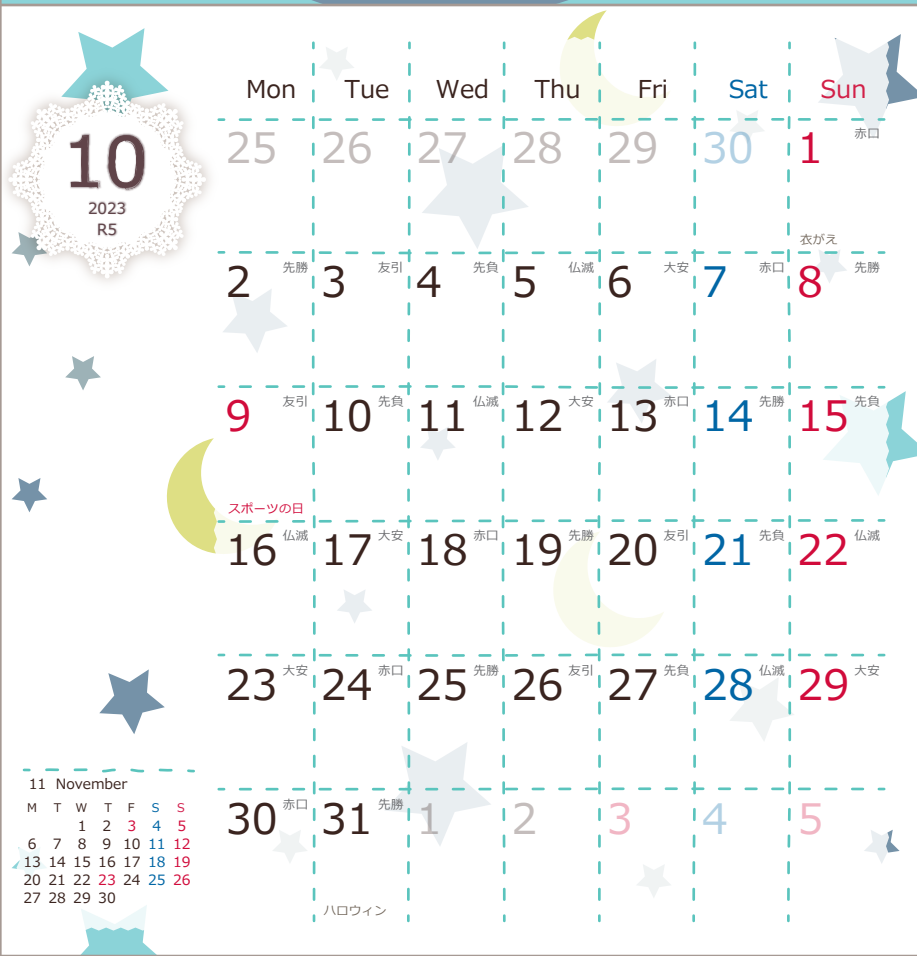 10
2023
R5
Mon Tue Wed Thu Fri Sat Sun
25 26 27 28 29 30 1 赤口
衣がえ
2 先勝 3 友引 4 先負 5 仏滅 6 大安 7 赤口 8 先勝
9 友引 10 先負 11 仏滅 12 大安 13 赤口 14 先勝 15 先負
スポーツの日
16 仏滅 17 大安 18 赤口 19 先勝 20 友引 21 先負 22 仏滅
23 大安 24 赤口 25 先勝 26 友引 27 先負 28 仏滅 29 大安
30 赤口 31 先勝 1 2 3 4 5
ハロウィン
11 November
M T W T F S S
1 2 3 4 5
6 7 8 9 10 11 12
13 14 15 16 17 18 19
20 21 22 23 24 25 26
27 28 29 30